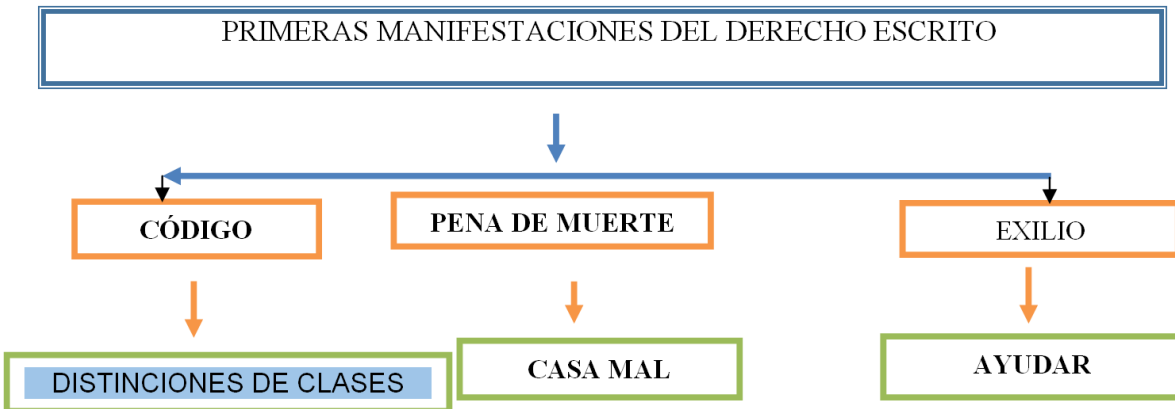 PRIMERAS MANIFESTACIONES DEL DERECHO ESCRITO
CÓDIGO
PENA DE MUERTE
EXILIO
DISTINCIONES DE CLASES
CASA MAL
AYUDAR